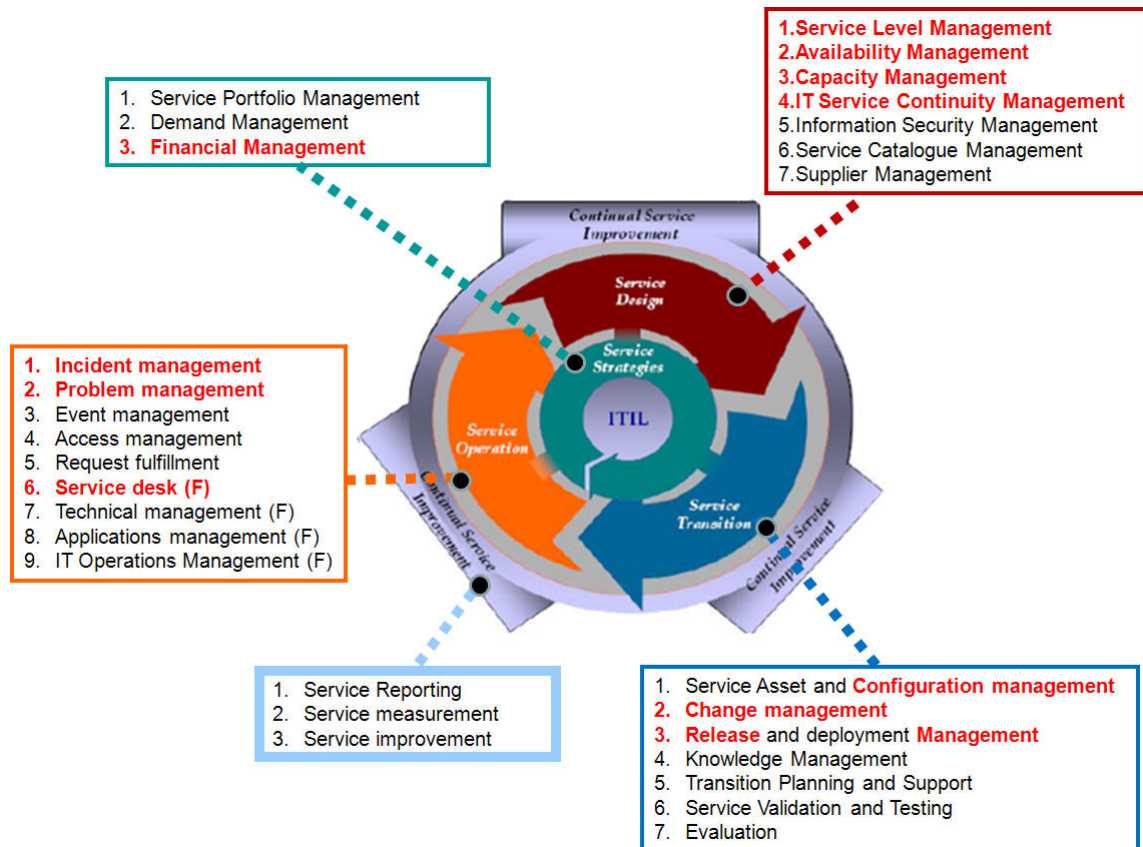 1.Service Level Management
2.Availability Management
3.Capacity Management
4.IT Service Continuity Management
5.Information Security Management
6.Service Catalogue Management
7.Supplier Management
1. Service Portfolio Management
2. Demand Management
3. Financial Management
Continual Service
Improvement
Service
Design
Service
Strategies
ITIL
Service
Operation
Service
Transition
Continual Service
Improvement
Continual Service
Improvement
1. Incident management
2. Problem management
3. Event management
4. Access management
5. Request fulfillment
6. Service desk (F)
7. Technical management (F)
8. Applications management (F)
9. IT Operations Management (F)
1. Service Reporting
2. Service measurement
3. Service improvement
1. Service Asset and Configuration management
2. Change management
3. Release and deployment Management
4. Knowledge Management
5. Transition Planning and Support
6. Service Validation and Testing
7. Evaluation